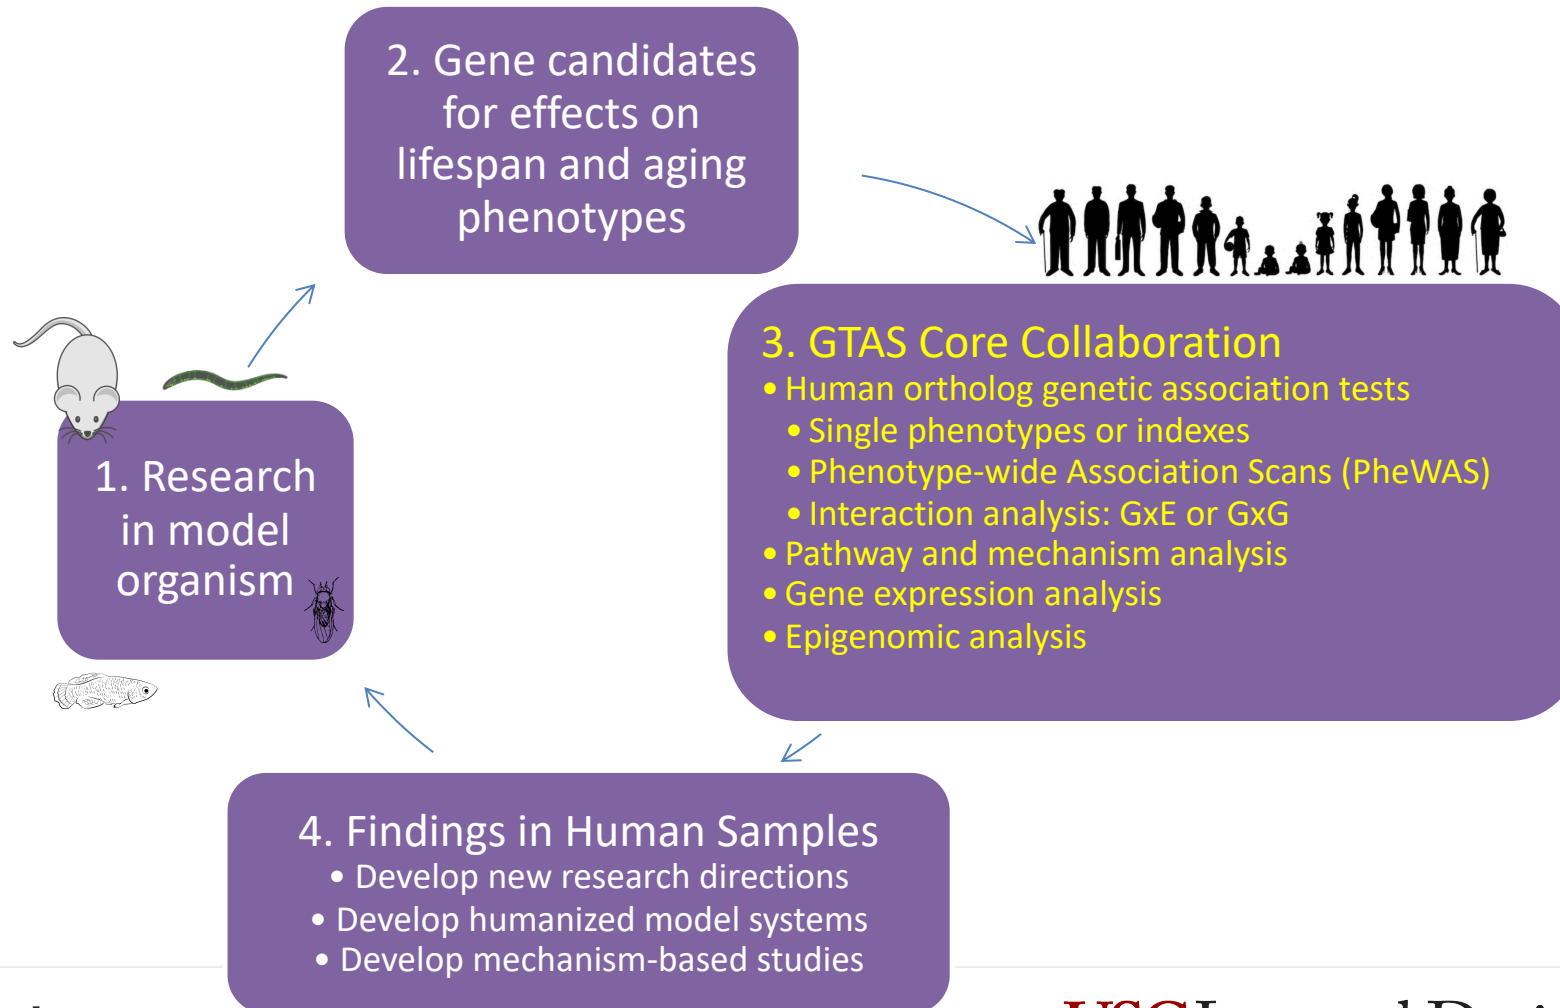 2. Gene candidates
for effects on
lifespan and aging
phenotypes
1. Research
in model
organism
3. GTAS Core Collaboration
• Human ortholog genetic association tests
• Single phenotypes or indexes
• Phenotype-wide Association Scans (PheWAS)
• Interaction analysis: GxE or GxG
• Pathway and mechanism analysis
• Gene expression analysis
• Epigenomic analysis
4. Findings in Human Samples
• Develop new research directions
• Develop humanized model systems
• Develop mechanism-based studies